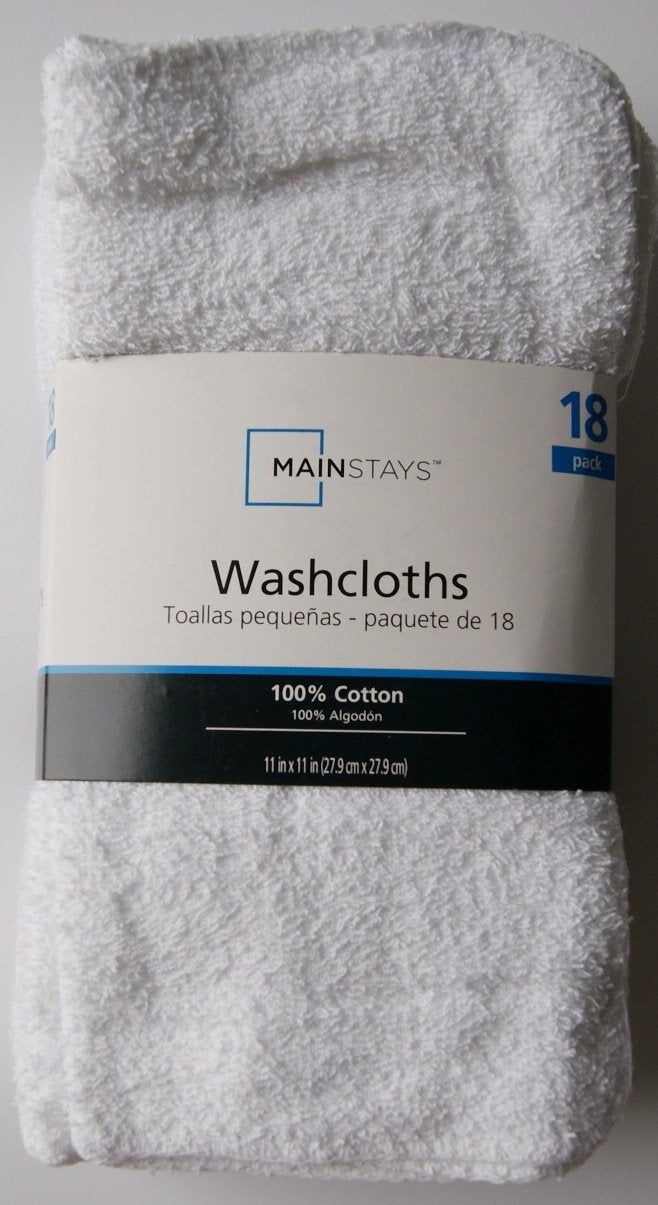 18
pack
MAINSTAYS™
Washcloths
Toallas pequeñas - paquete de 18
100% Cotton
100% Algodón
11 in x 11 in (27.9 cm x 27.9 cm)
18